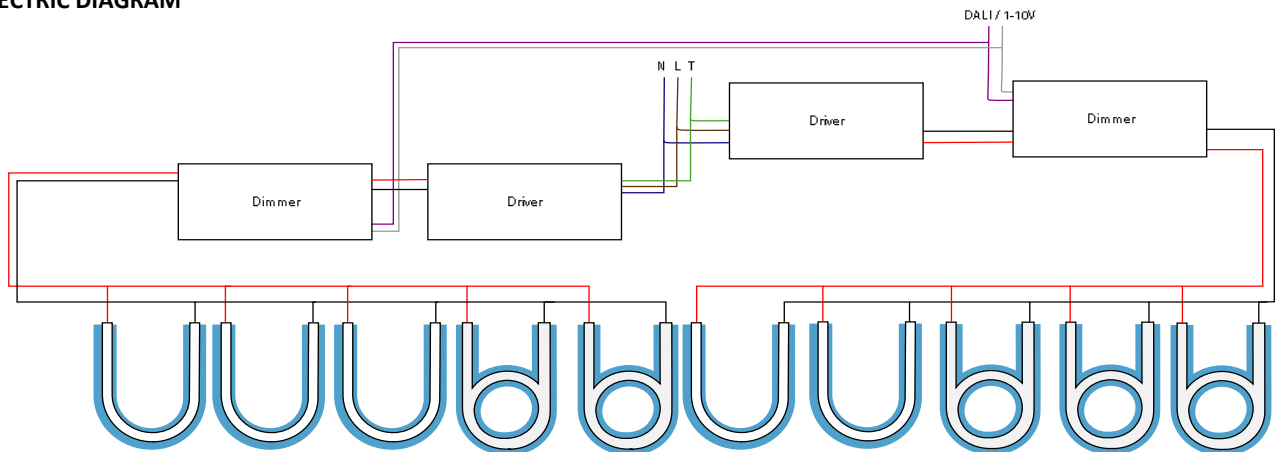 ECTRIC DIAGRAM
DALI / 1-10V
N L T
Driver
Dimmer
Dimmer
Driver